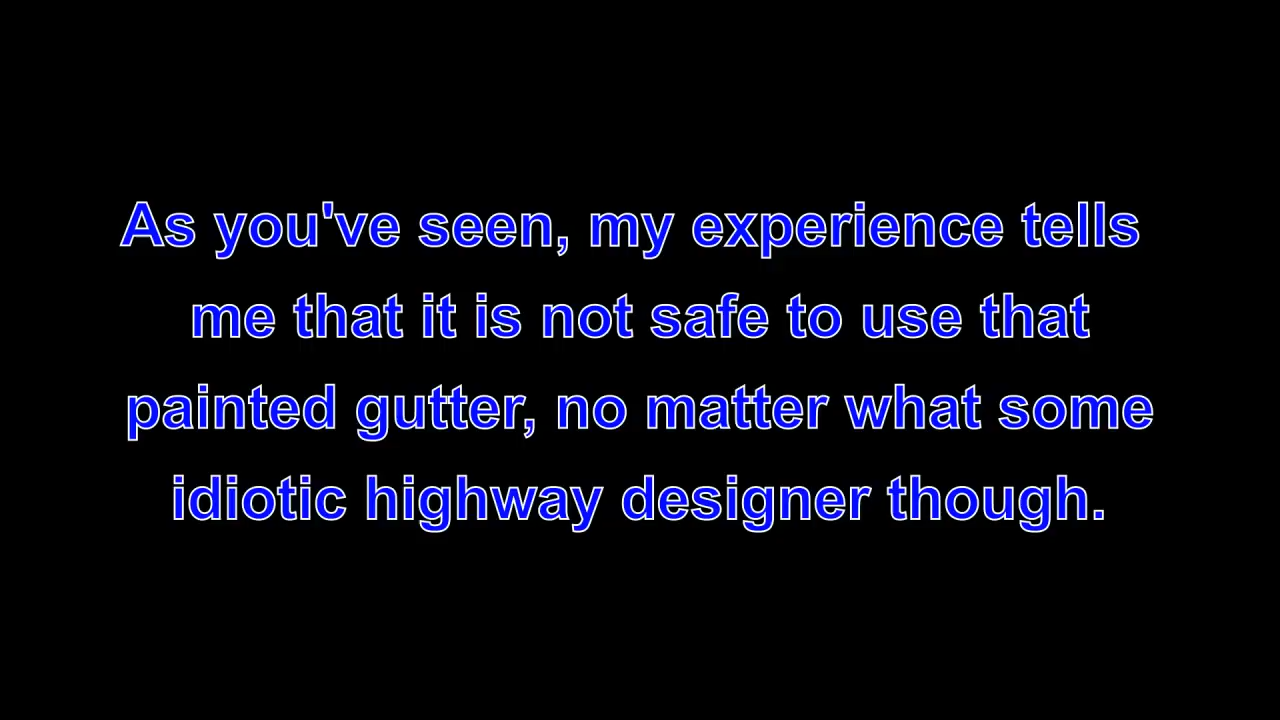 As you've seen, my experience tells
me that it is not safe to use that
painted gutter, no matter what some
idiotic highway designer though.